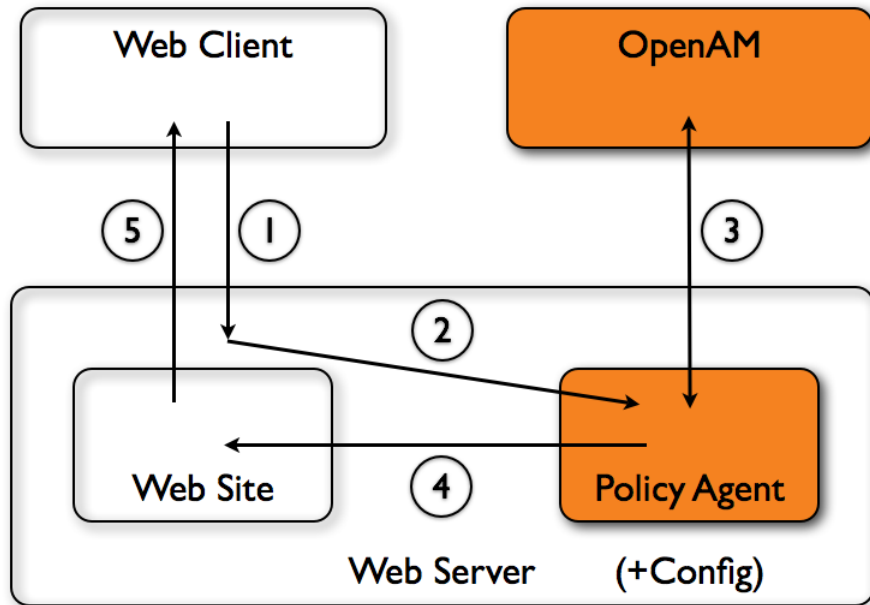 Web Client
OpenAM
5
1
3
2
Web Site
4
Policy Agent
Web Server
(+Config)